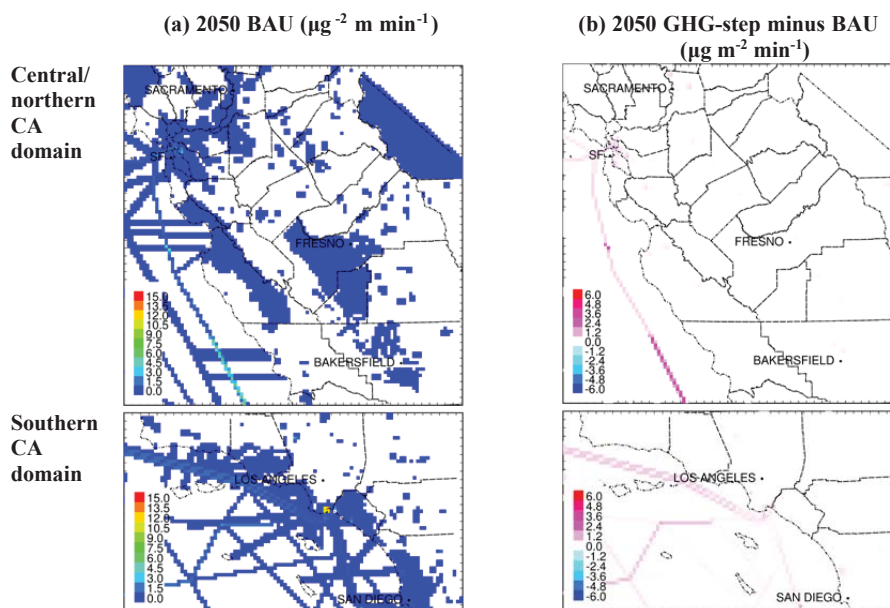 (a) 2050 BAU (µg ⁻² m min⁻¹)
(b) 2050 GHG-step minus BAU
(µg m⁻² min⁻¹)
Central/
northern
CA
domain
SACRAMENTO
SF
FRESNO
BAKERSFIELD
15.0
13.5
12.0
10.5
9.0
7.5
6.0
4.5
3.0
1.5
0.0
SACRAMENTO
SF
FRESNO
BAKERSFIELD
6.0
4.8
3.6
2.4
1.2
0.0
-1.2
-2.4
-3.6
-4.8
-6.0
Southern
CA
domain
LOS ANGELES
SAN DIEGO
15.0
13.5
12.0
10.5
9.0
7.5
6.0
4.5
3.0
1.5
0.0
LOS ANGELES
SAN DIEGO
6.0
4.8
3.6
2.4
1.2
0.0
-1.2
-2.4
-3.6
-4.8
-6.0